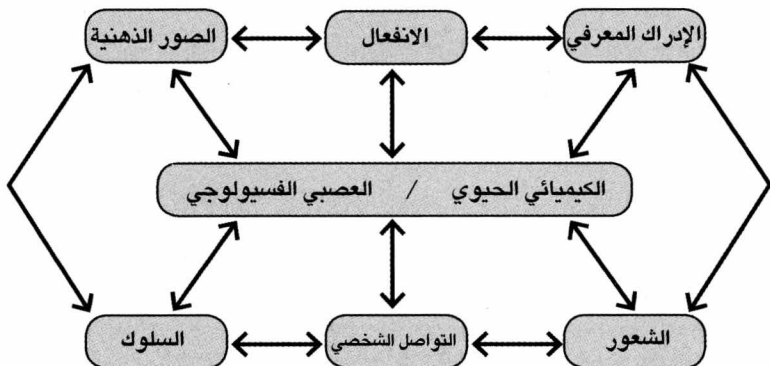 الإدراك المعرفي
الانفعال
الصور الذهنية
الكيميائي الحيوي / العصبي الفسيولوجي
الشعور
التواصل الشخصي
السلوك